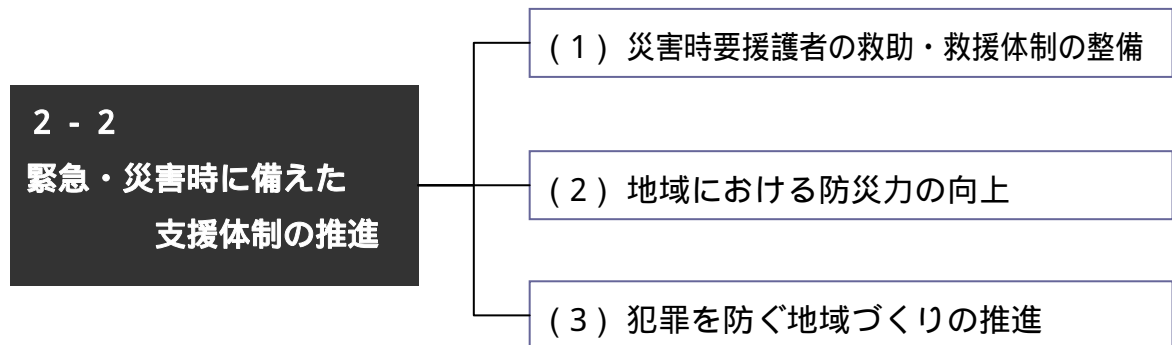 ２-２
緊急・災害時に備えた
支援体制の推進
(1) 災害時要援護者の救助・救援体制の整備
(2) 地域における防災力の向上
(3) 犯罪を防ぐ地域づくりの推進